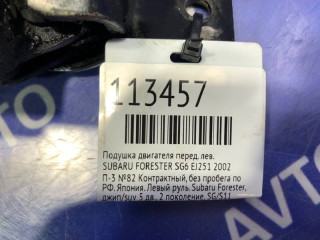 113457
Подушка двигателя перед. лев.
SUBARU FORESTER SG6 EJ251 2002
П-3 №82 Контрактный, без пробега по
РФ. Япония. Левый руль. Subaru Forester,
джип/suv 5 дв., 2 поколение, SG/S11
АВТО